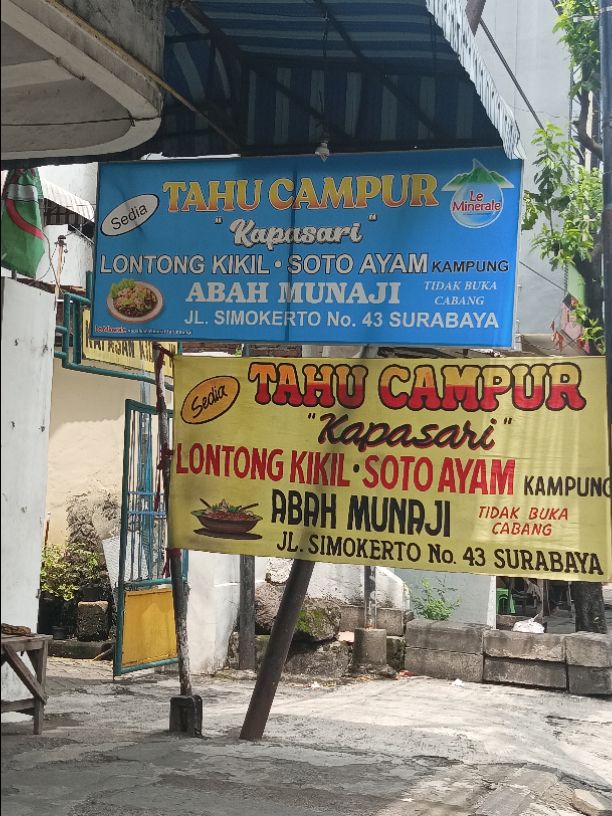 Sedia
TAHU CAMPUR
"Kapasari"
Le
Minerale
LONTONG KIKIL • SOTO AYAM KAMPUNG
ABAH MUNAJI
TIDAK BUKA
CABANG
JL. SIMOKERTO No. 43 SURABAYA
Sedia
TAHU CAMPUR
"Kapasari"
LONTONG KIKIL • SOTO AYAM KAMPUNG
ABAH MUNAJI
TIDAK BUKA
CABANG
JL. SIMOKERTO No. 43 SURABAYA